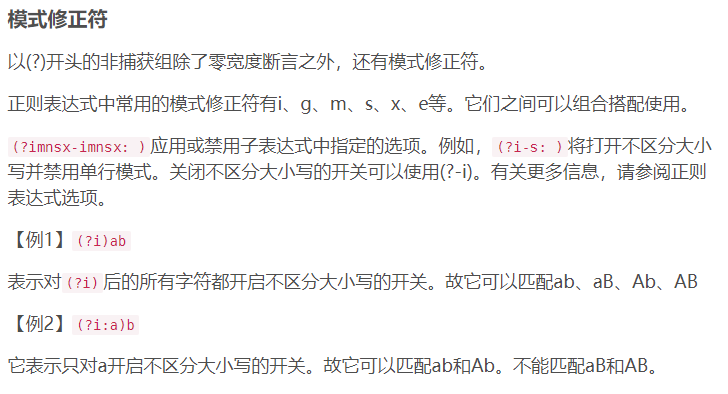 模式修正符
以(?)开头的非捕获组除了零宽度断言之外，还有模式修正符。
正则表达式中常用的模式修正符有i、g、m、s、x、e等。它们之间可以组合搭配使用。
(?imnsx-imnsx: ) 应用或禁用子表达式中指定的选项。例如， (?i-s: ) 将打开不区分大小
写并禁用单行模式。关闭不区分大小写的开关可以使用(?-i)。有关更多信息，请参阅正则
表达式选项。
【例1】 (?i)ab
表示对 (?i) 后的所有字符都开启不区分大小写的开关。故它可以匹配ab、aB、Ab、AB
【例2】 (?i:a)b
它表示只对a开启不区分大小写的开关。故它可以匹配ab和Ab。不能匹配aB和AB。